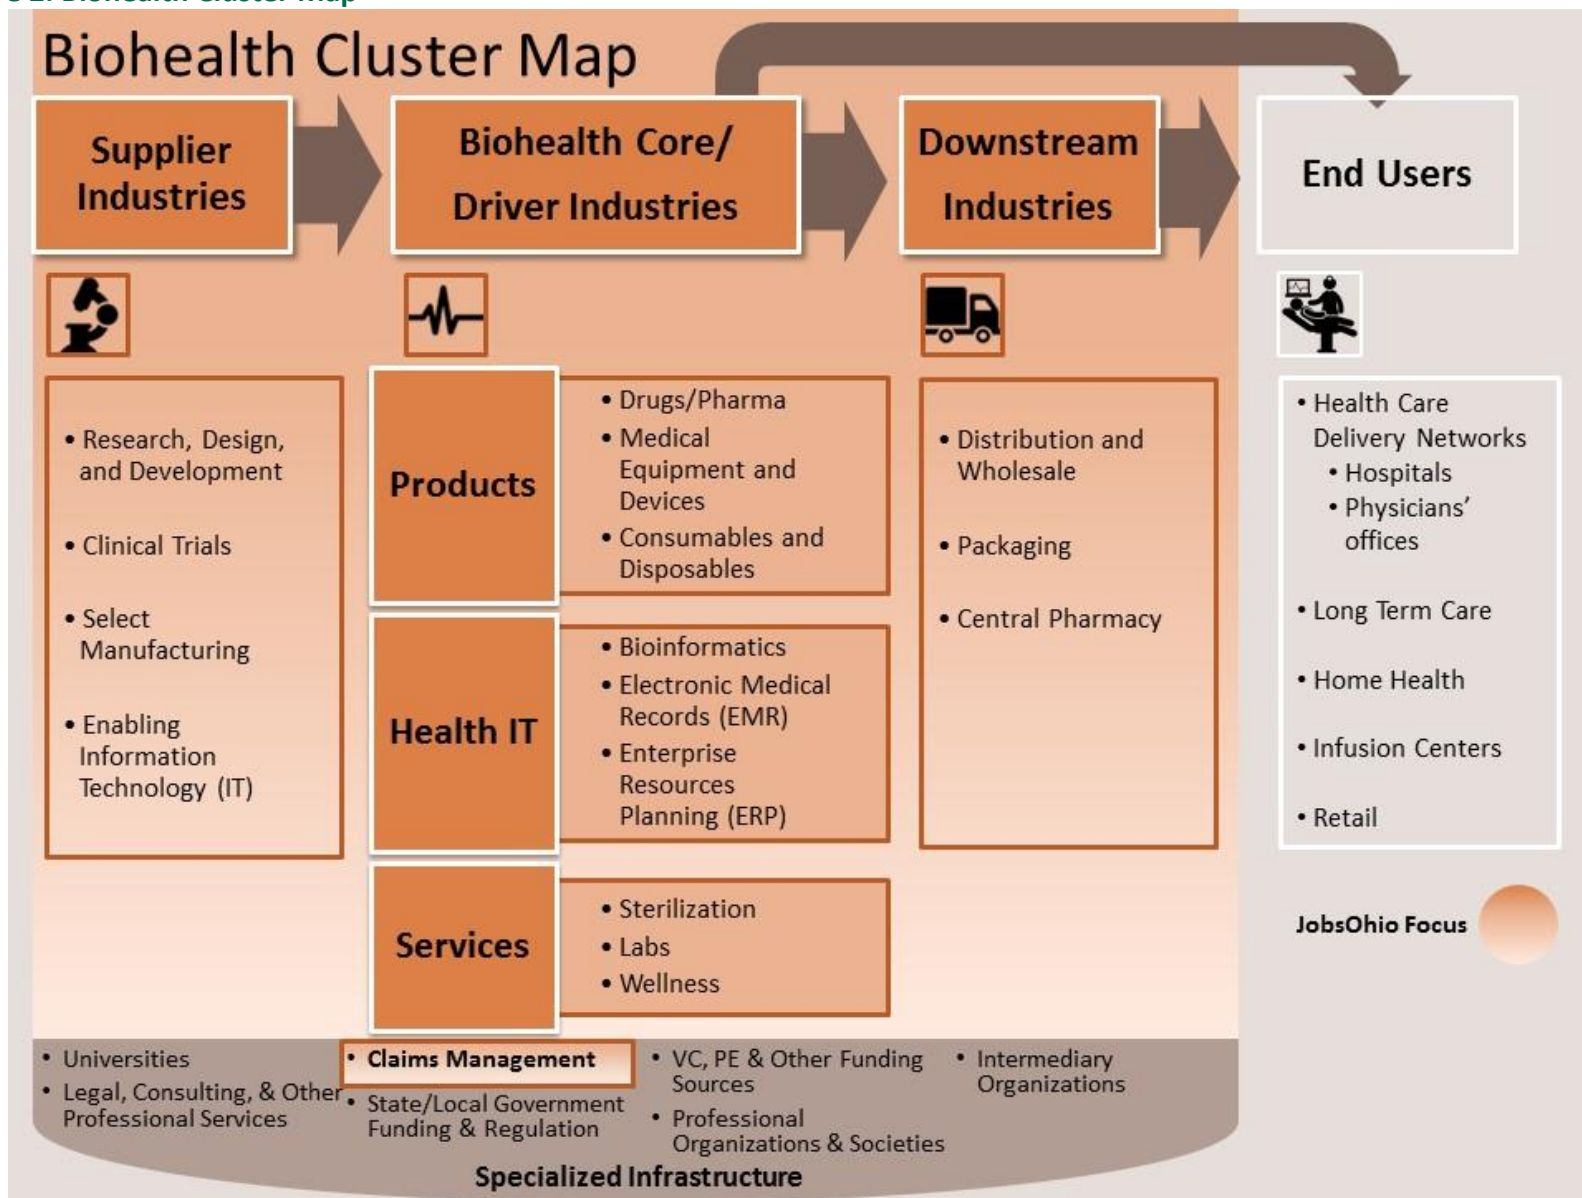 Biohealth Cluster Map
Supplier
Industries
Biohealth Core/
Driver Industries
Downstream
Industries
End Users
• Research, Design,
and Development
• Clinical Trials
• Select
Manufacturing
• Enabling
Information
Technology (IT)
Products
• Drugs/Pharma
• Medical
Equipment and
Devices
• Consumables and
Disposables
Health IT
• Bioinformatics
• Electronic Medical
Records (EMR)
• Enterprise
Resources
Planning (ERP)
Services
• Sterilization
• Labs
• Wellness
• Distribution and
Wholesale
• Packaging
• Central Pharmacy
• Health Care
Delivery Networks
• Hospitals
• Physicians’
offices
• Long Term Care
• Home Health
• Infusion Centers
• Retail
JobsOhio Focus
• Universities
• Legal, Consulting, & Other
Professional Services
• Claims Management
• State/Local Government
Funding & Regulation
• VC, PE & Other Funding
Sources
• Professional
Organizations & Societies
• Intermediary
Organizations
Specialized Infrastructure